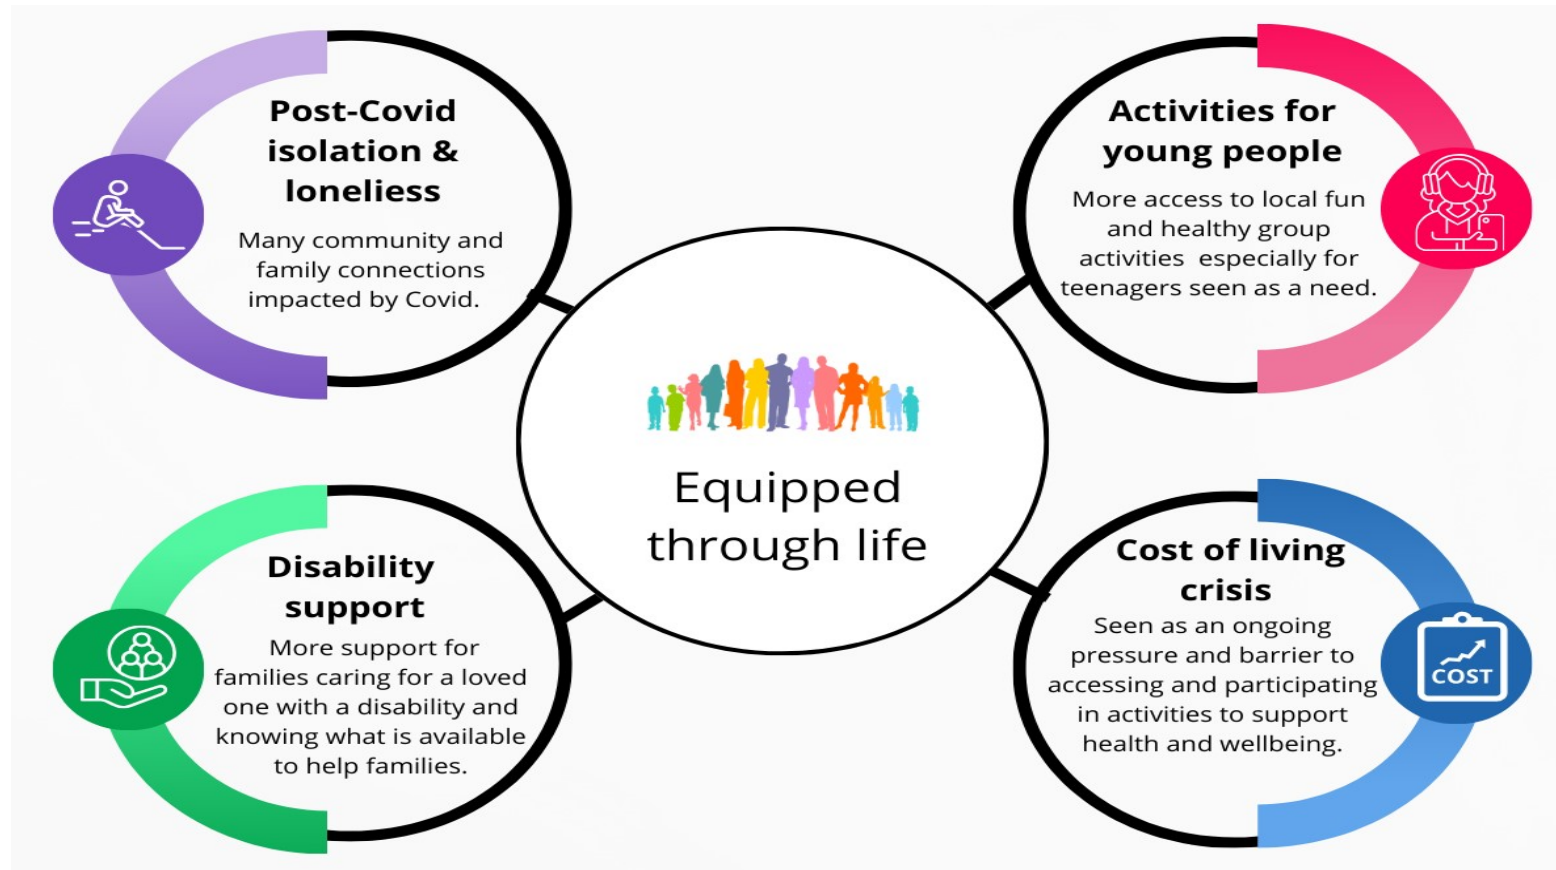 Post-Covid
isolation &
loneliess
Many community and
family connections
impacted by Covid.
Activities for
young people
More access to local fun
and healthy group
activities  especially for
teenagers seen as a need.
Equipped
through life
Disability
support
More support for
families caring for a loved
one with a disability and
knowing what is available
to help families.
Cost of living
crisis
Seen as an ongoing
pressure and barrier to
accessing and participating
in activities to support
health and wellbeing.
COST